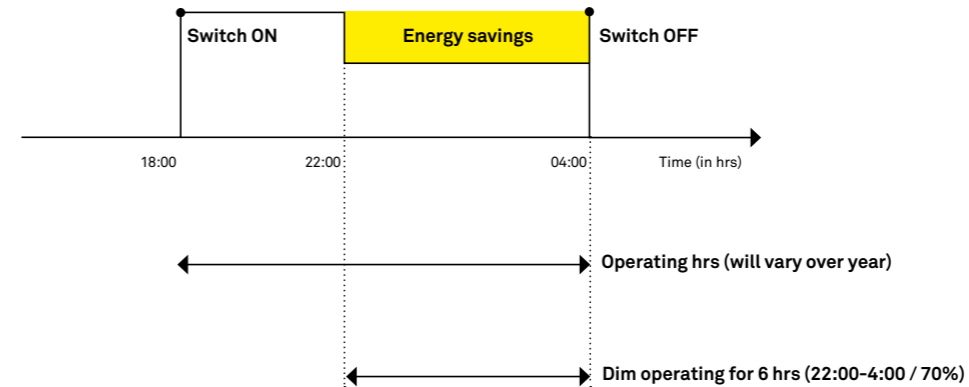 Switch ON
Energy savings
Switch OFF
18:00
22:00
04:00
Time (in hrs)
Operating hrs (will vary over year)
Dim operating for 6 hrs (22:00-4:00 / 70%)